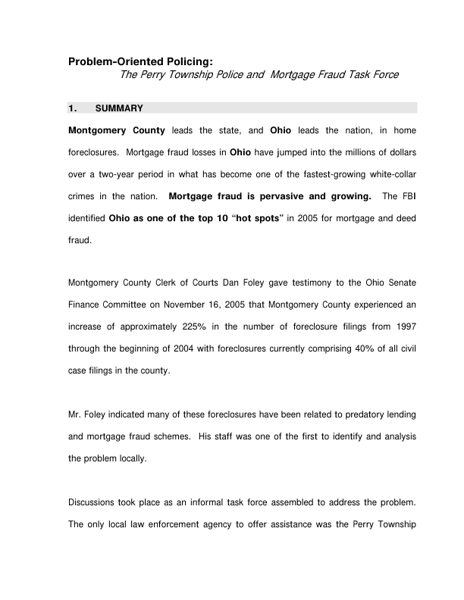 Problem-Oriented Policing:
The Perry Township Police and Mortgage Fraud Task Force
1. SUMMARY
Montgomery County leads the state, and Ohio leads the nation, in home
foreclosures. Mortgage fraud losses in Ohio have jumped into the millions of dollars
over a two-year period in what has become one of the fastest-growing white-collar
crimes in the nation. Mortgage fraud is pervasive and growing. The FBI
identified Ohio as one of the top 10 “hot spots” in 2005 for mortgage and deed
fraud.
Montgomery County Clerk of Courts Dan Foley gave testimony to the Ohio Senate
Finance Committee on November 16, 2005 that Montgomery County experienced an
increase of approximately 225% in the number of foreclosure filings from 1997
through the beginning of 2004 with foreclosures currently comprising 40% of all civil
case filings in the county.
Mr. Foley indicated many of these foreclosures have been related to predatory lending
and mortgage fraud schemes. His staff was one of the first to identify and analysis
the problem locally.
Discussions took place as an informal task force assembled to address the problem.
The only local law enforcement agency to offer assistance was the Perry Township